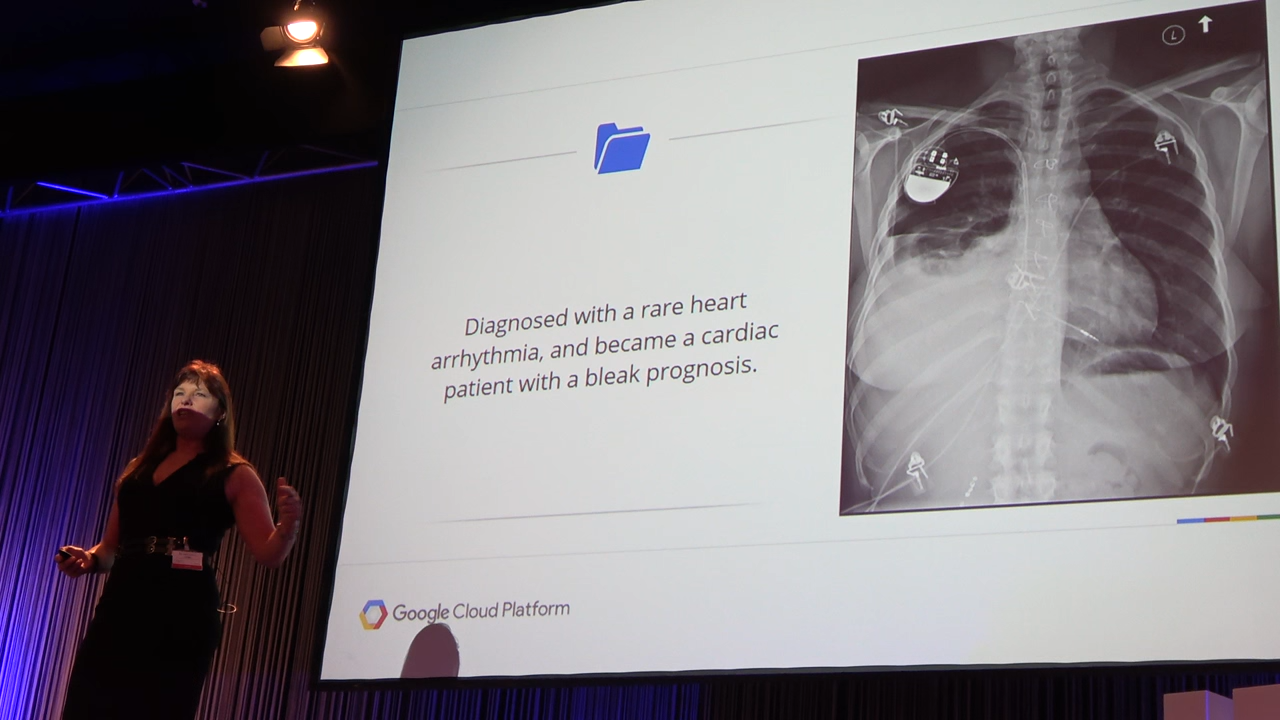 L
Diagnosed with a rare heart
arrhythmia, and became a cardiac
patient with a bleak prognosis.
Google Cloud Platform